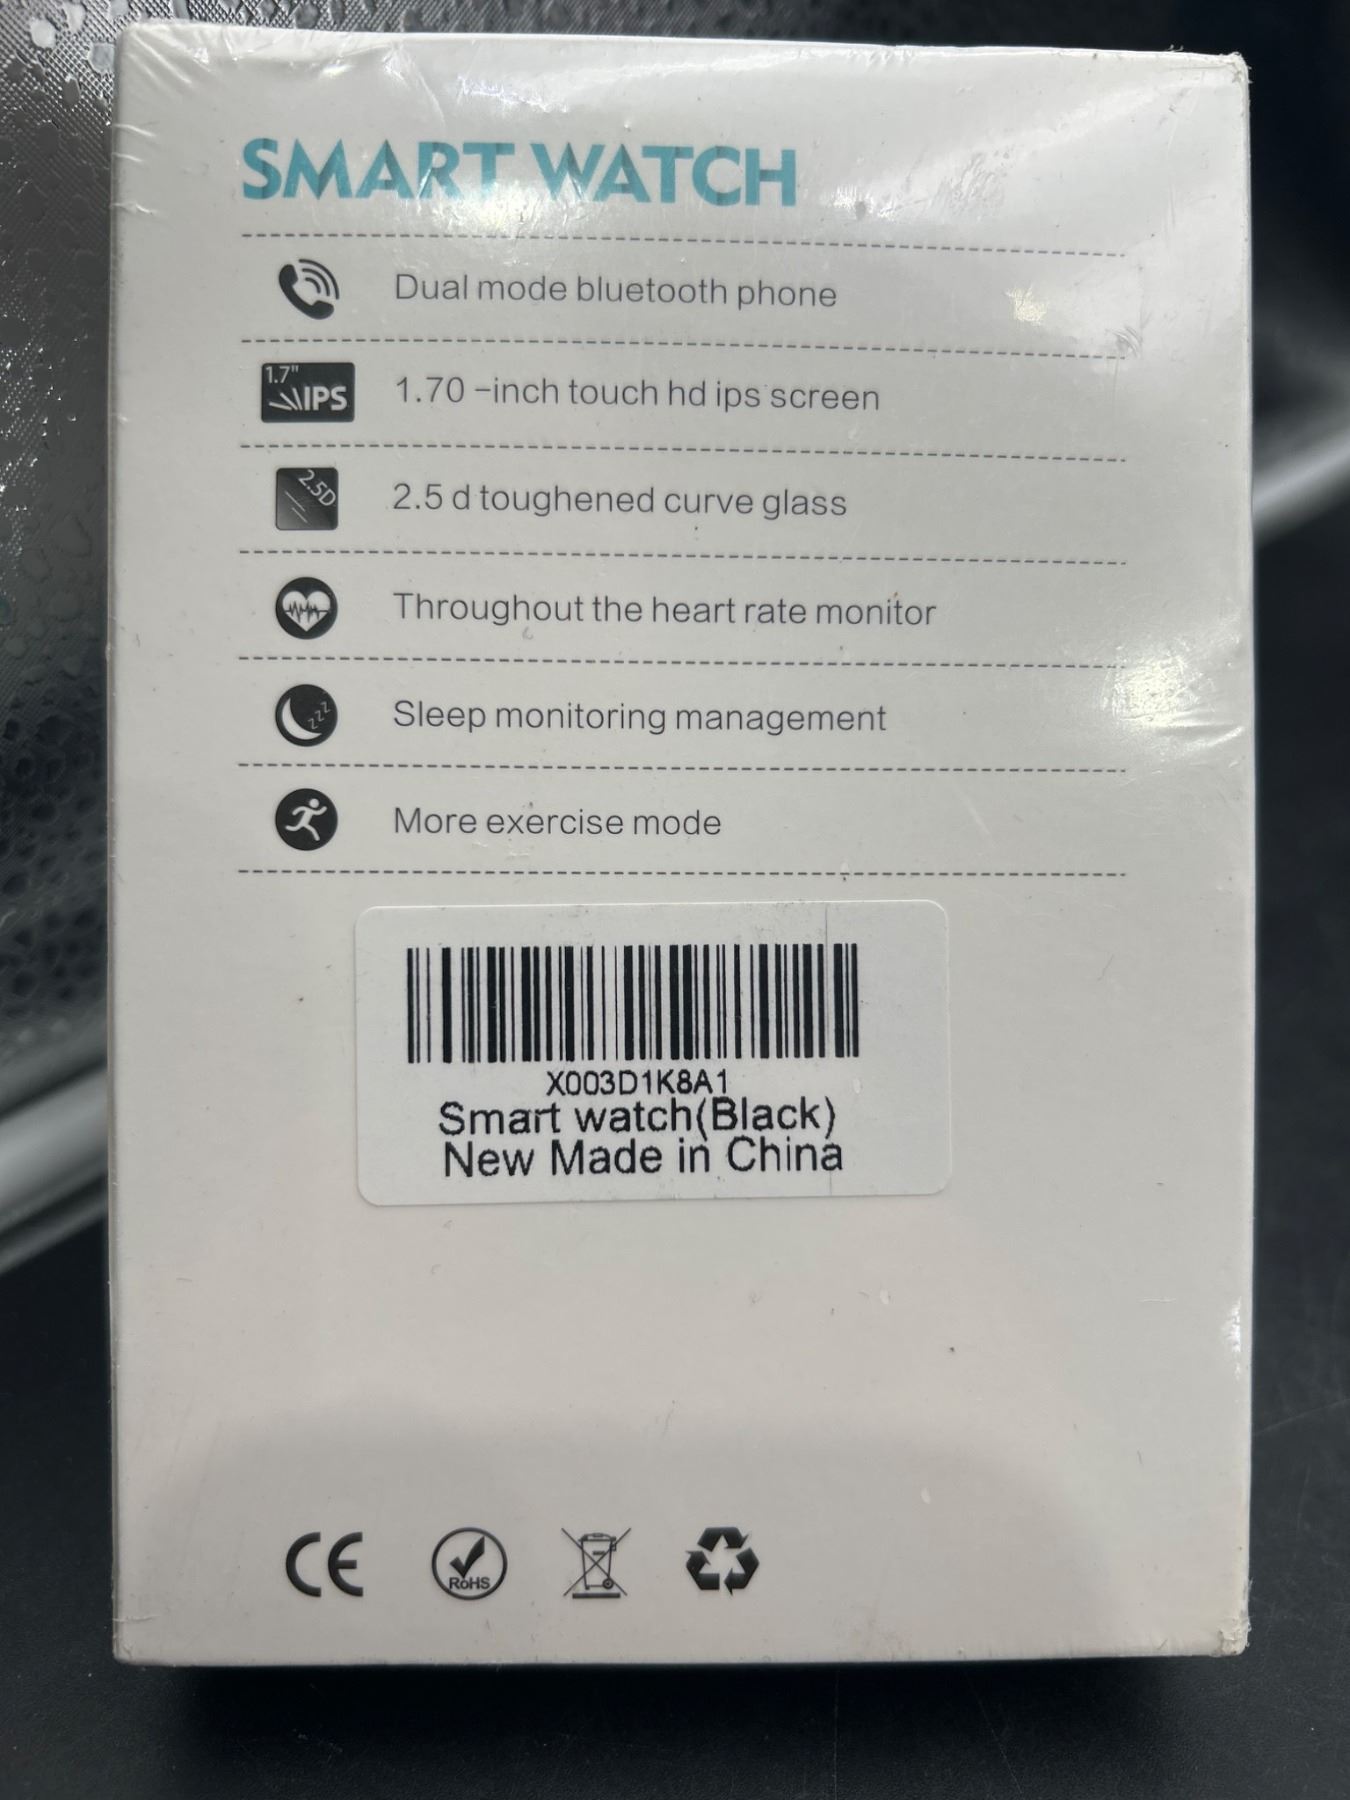 SMART WATCH
Dual mode bluetooth phone
1.7"
IPS
1.70 -inch touch hd ips screen
2.5D
2.5 d toughened curve glass
Throughout the heart rate monitor
zzz
Sleep monitoring management
More exercise mode
X003D1K8A1
Smart watch(Black)
New Made in China
CE
RoHS